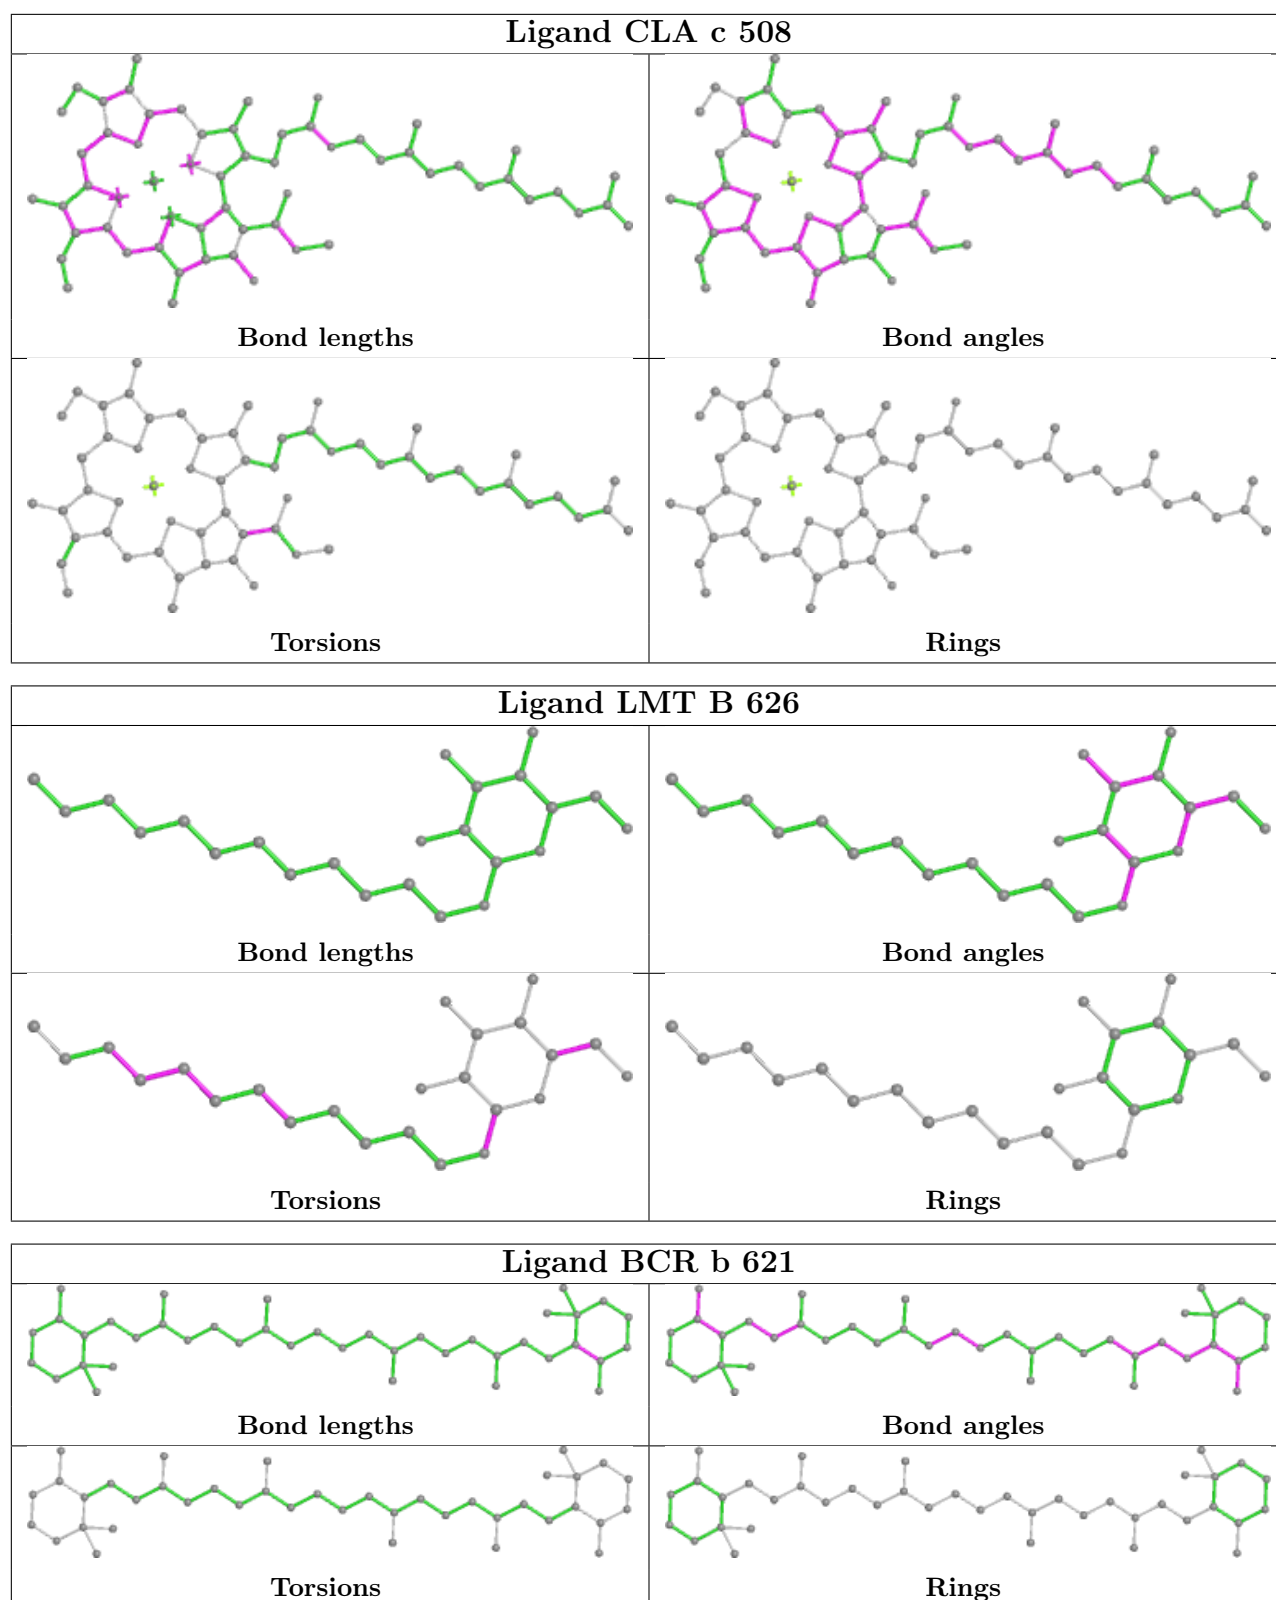 Ligand CLA c 508
Bond lengths
Bond angles
Torsions
Rings
Ligand LMT B 626
Bond lengths
Bond angles
Torsions
Rings
Ligand BCR b 621
Bond lengths
Bond angles
Torsions
Rings